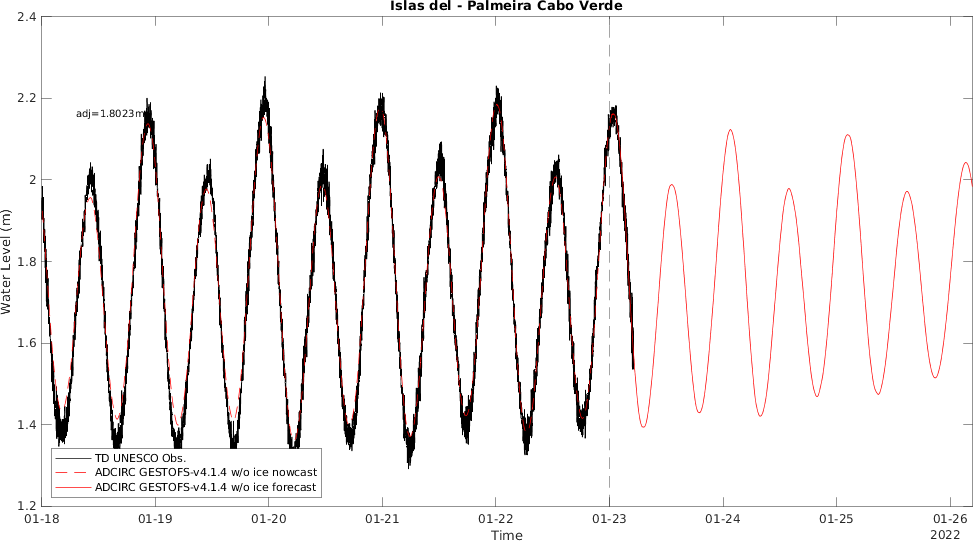 Islas del - Palmeira Cabo Verde
2.4
2.2
adj=1.8023m
2
Water Level (m)
1.8
1.6
1.4
TD UNESCO Obs.
ADCIRC GESTOFS-v4.1.4 w/o ice nowcast
ADCIRC GESTOFS-v4.1.4 w/o ice forecast
1.2
01-18 01-19 01-20 01-21 01-22 01-23 01-24 01-25 01-26
Time
2022